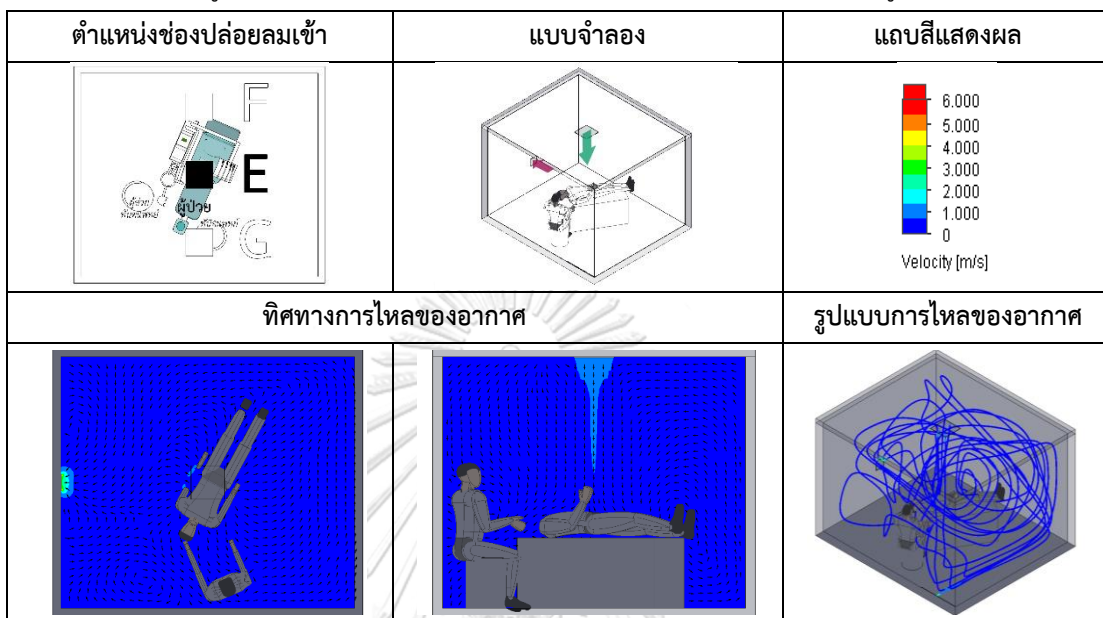 ตำแหน่งช่องปล่อยลมเข้า
แบบจำลอง
แถบสีแสดงผล
F
E
G
ผู้ป่วย
ผู้ป่วย
6.000
5.000
4.000
3.000
2.000
1.000
0
Velocity [m/s]
ทิศทางการไหลของอากาศ
รูปแบบการไหลของอากาศ